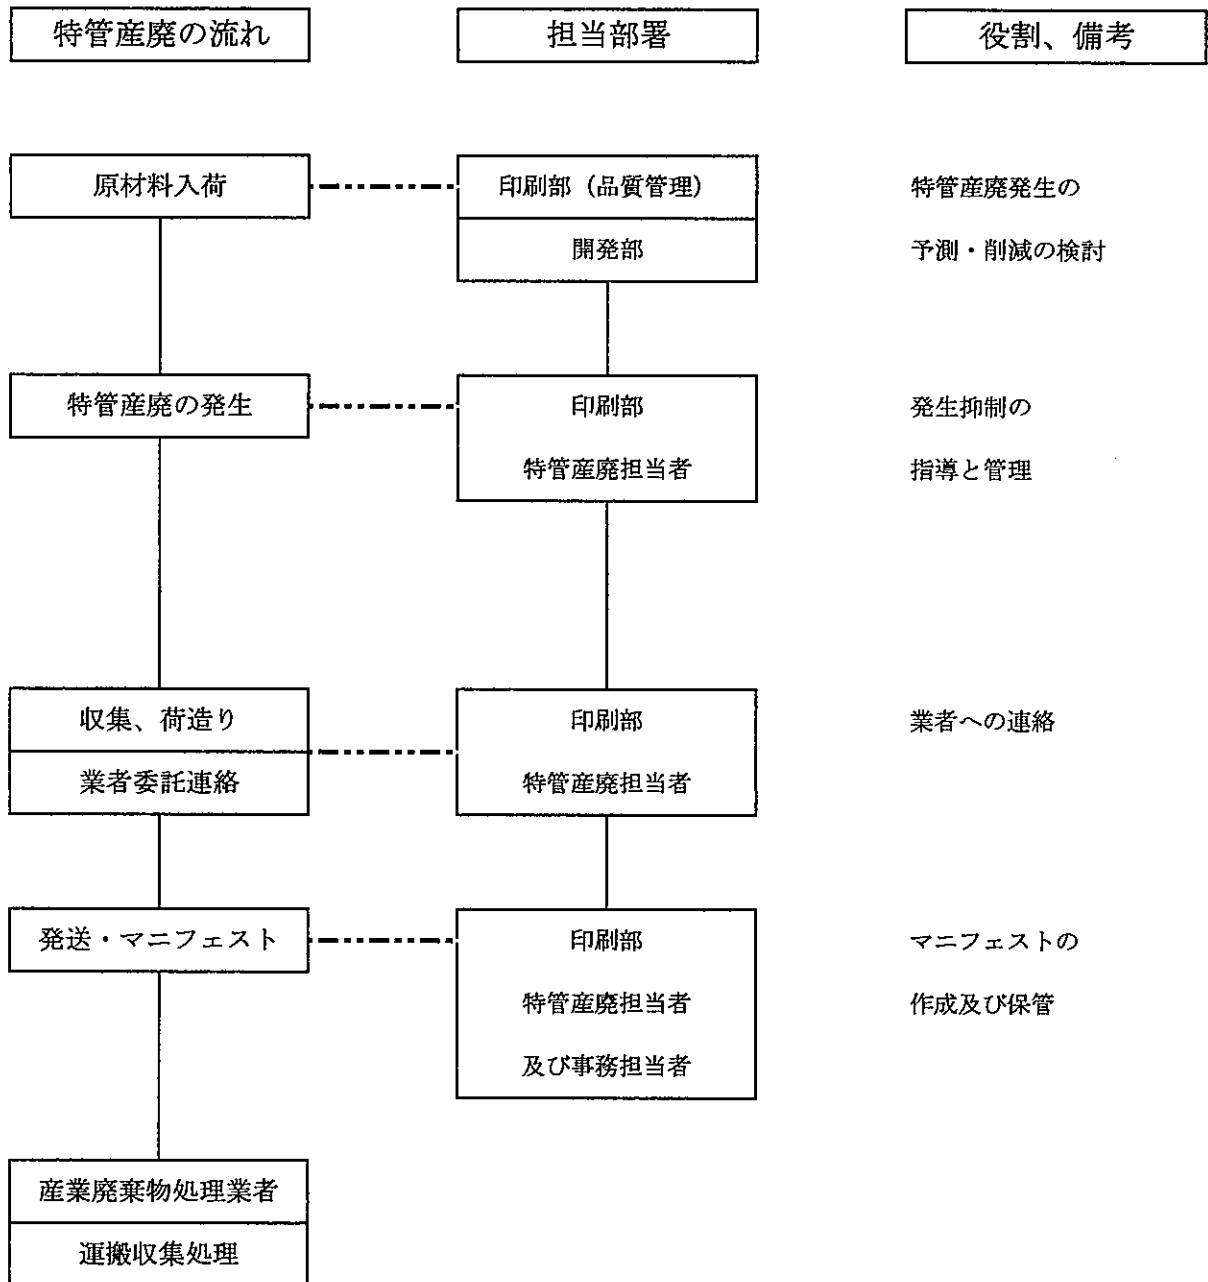 特管産廃の流れ
担当部署
役割、備考
原材料入荷
印刷部（品質管理）
特管産廃発生の
開発部
予測・削減の検討
特管産廃の発生
印刷部
発生抑制の
特管産廃担当者
指導と管理
収集、荷造り
印刷部
業者への連絡
業者委託連絡
特管産廃担当者
発送・マニフェスト
印刷部
マニフェストの
特管産廃担当者
作成及び保管
及び事務担当者
産業廃棄物処理業者
運搬収集処理